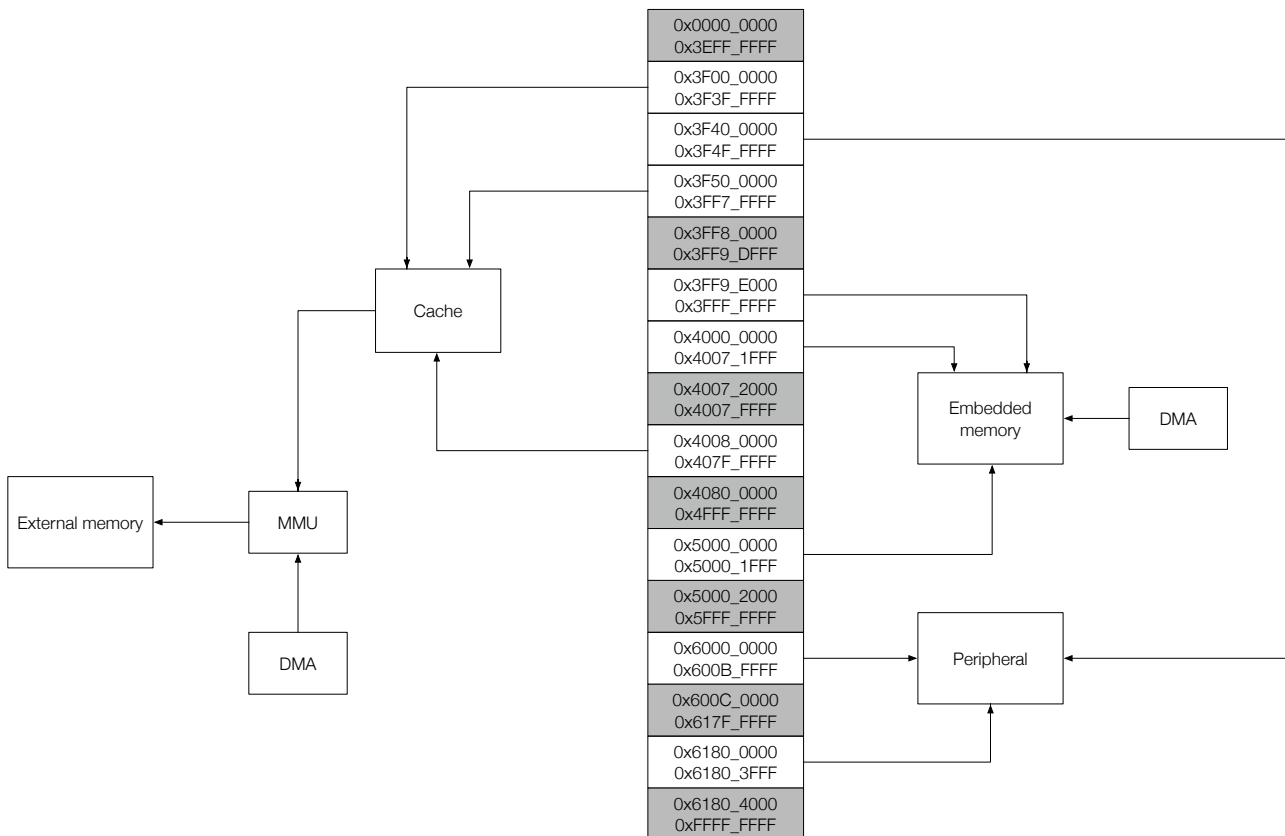 0x0000_0000
0x3EFF_FFFF
0x3F00_0000
0x3F3F_FFFF
0x3F40_0000
0x3F4F_FFFF
0x3F50_0000
0x3FF7_FFFF
0x3FF8_0000
0x3FF9_DFFF
0x3FF9_E000
0x3FFF_FFFF
Cache
0x4000_0000
0x4007_1FFF
0x4007_2000
0x4007_FFFF
Embedded
memory
DMA
0x4008_0000
0x407F_FFFF
0x4080_0000
0x4FFF_FFFF
External memory
MMU
0x5000_0000
0x5000_1FFF
0x5000_2000
0x5FFF_FFFF
DMA
0x6000_0000
0x600B_FFFF
Peripheral
0x600C_0000
0x617F_FFFF
0x6180_0000
0x6180_3FFF
0x6180_4000
0xFFFF_FFFF